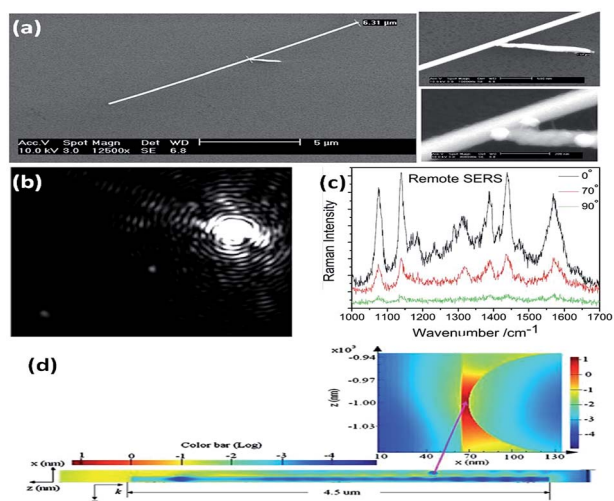 (a)
6.31 µm
Acc.V Spot Magn Det WD
10.0 kV 3.0 12500x SE 6.8
5 µm
(b)
(c)
Remote SERS
0°
70°
90°
Raman Intensity
1000 1100 1200 1300 1400 1500 1600 1700
Wavenumber /cm-1
(d)
x10³
-0.94
-0.97
-1.00
-1.03
z (nm)
10 40 70 100 130
x (nm)
1
0
-1
-2
-3
-4
Color bar (Log)
1 0 -1 -2 -3 -4
x (nm)
z (nm)
k
4.5 um